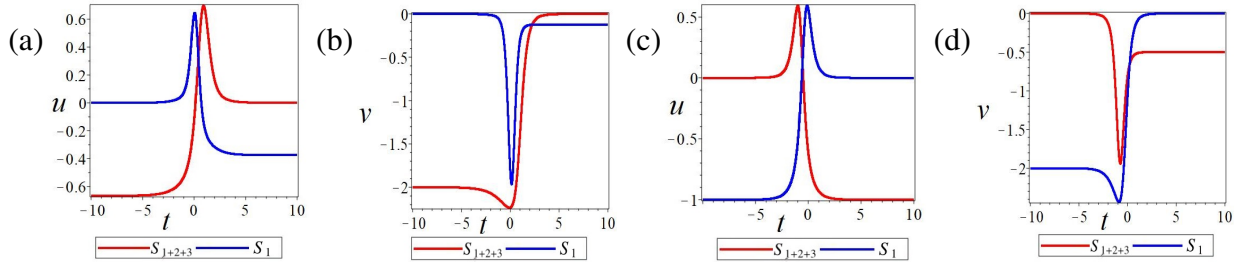 (a)
0.6
0.4
0.2
u
0
−0.2
−0.4
−0.6
−10 −5 0 5 10
t
S₁₊₂₊₃ S₁
(b)
0
−0.5
−1
v
−1.5
−2
−10 −5 0 5 10
t
S₁₊₂₊₃ S₁
(c)
0.5
0
u
−0.5
−1
−5 0 5 10
t
S₁₊₂₊₃ S₁
(d)
0
−0.5
−1
v
−1.5
−2
−10 −5 0 5 10
t
S₁₊₂₊₃ S₁